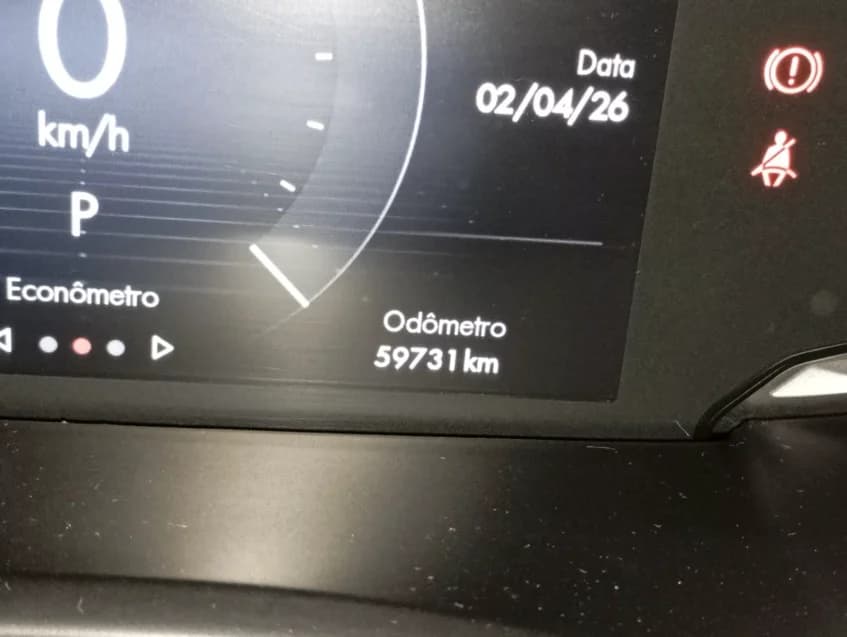 0
km/h
P
Econômetro
Data
02/04/26
Odômetro
59731 km